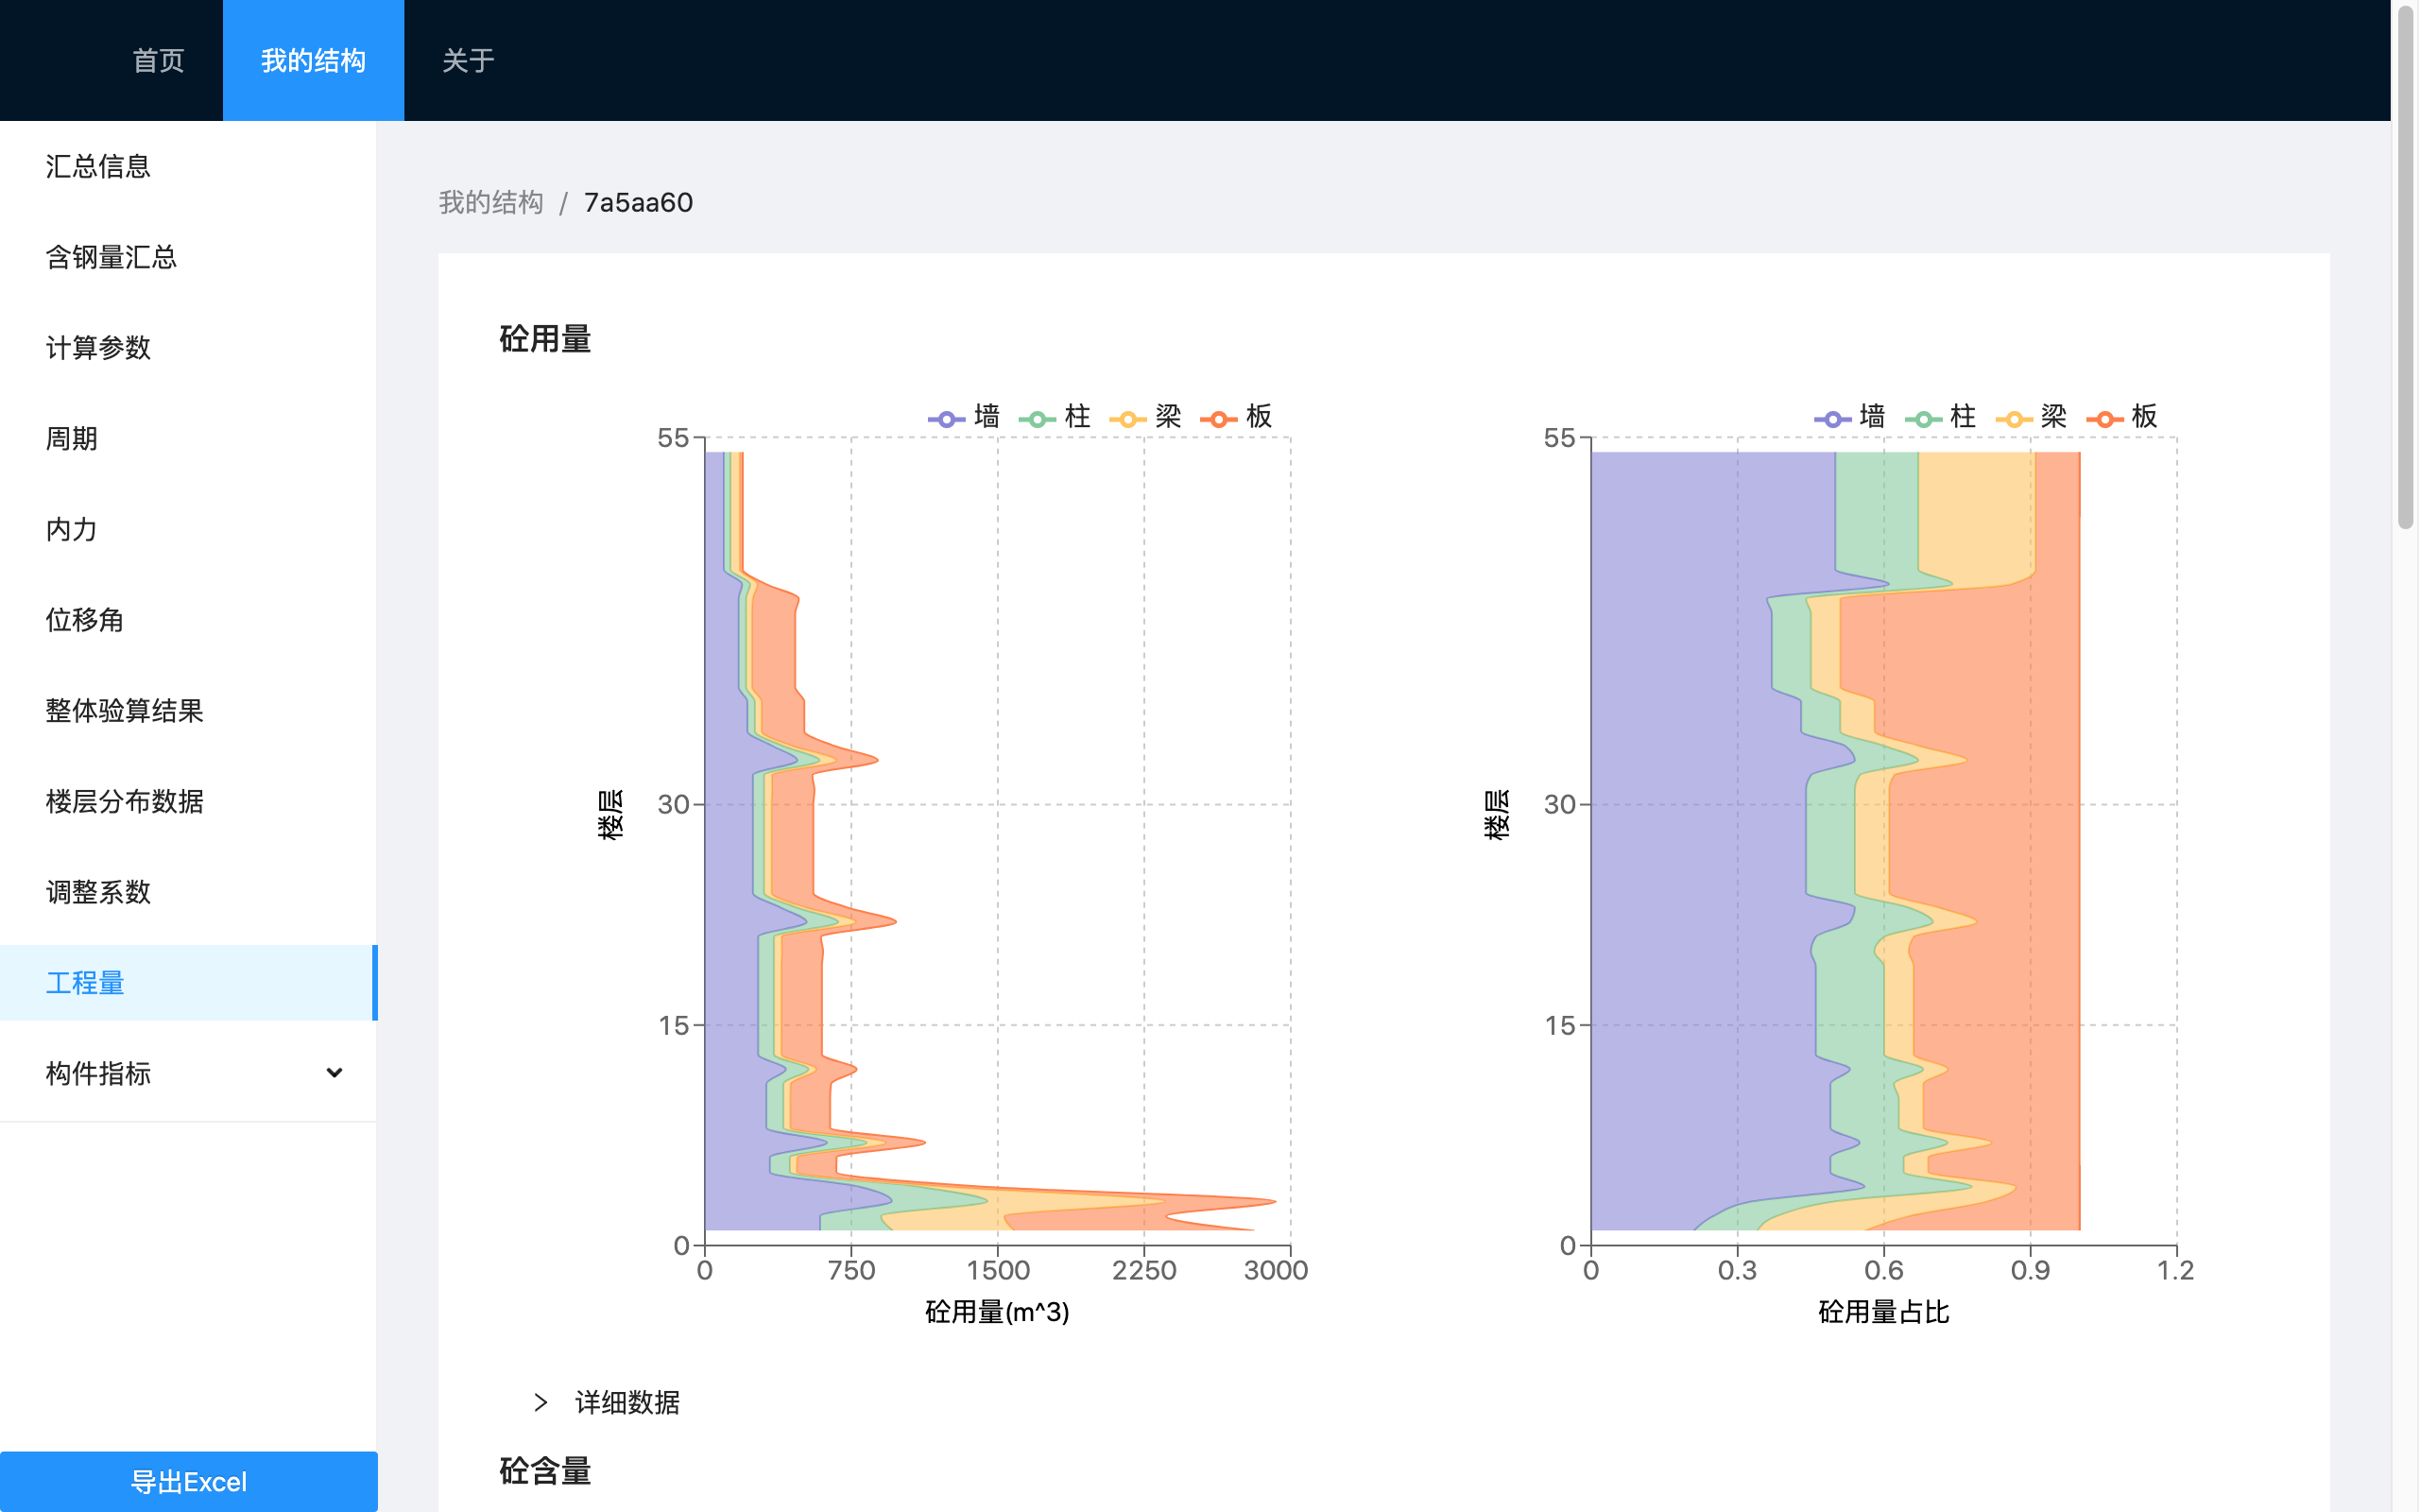 首页 我的结构 关于
汇总信息
含钢量汇总
计算参数
周期
内力
位移角
整体验算结果
楼层分布数据
调整系数
工程量
构件指标
导出Excel
我的结构 / 7a5aa60
砼用量
墙 柱 梁 板
55
30
15
0
楼层
0 750 1500 2250 3000
砼用量(m^3)
墙 柱 梁 板
55
30
15
0
楼层
0 0.3 0.6 0.9 1.2
砼用量占比
详细数据
砼含量